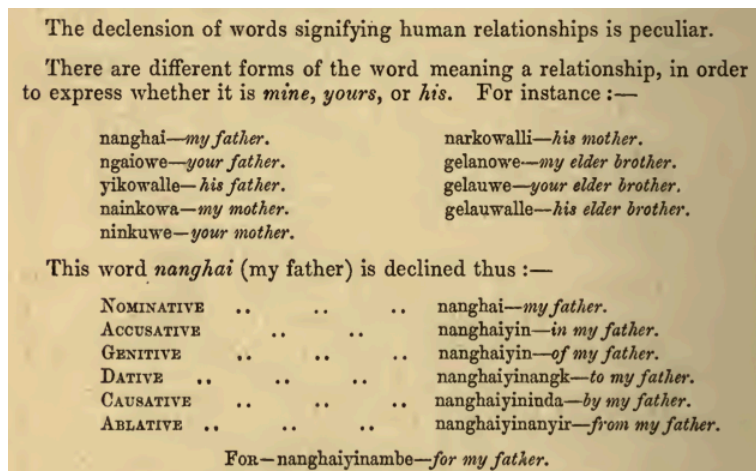 The declension of words signifying human relationships is peculiar.
There are different forms of the word meaning a relationship, in order
to express whether it is mine, yours, or his. For instance :—
nanghai—my father.
ngaiowe—your father.
yikowalle—his father.
nainkowa—my mother.
ninkuwe—your mother.
narkowalli—his mother.
gelanowe—my elder brother.
gelauwe—your elder brother.
gelauwalle—his elder brother.
This word nanghai (my father) is declined thus :—
NOMINATIVE .. .. .. nanghai—my father.
ACCUSATIVE .. .. nanghaiyin—in my father.
GENITIVE .. .. .. nanghaiyin—of my father.
DATIVE .. .. .. nanghaiyinangk—to my father.
CAUSATIVE .. .. .. nanghaiyininda—by my father.
ABLATIVE .. .. .. nanghaiyinanyir—from my father.
FOR—nanghaiyinambe—for my father.